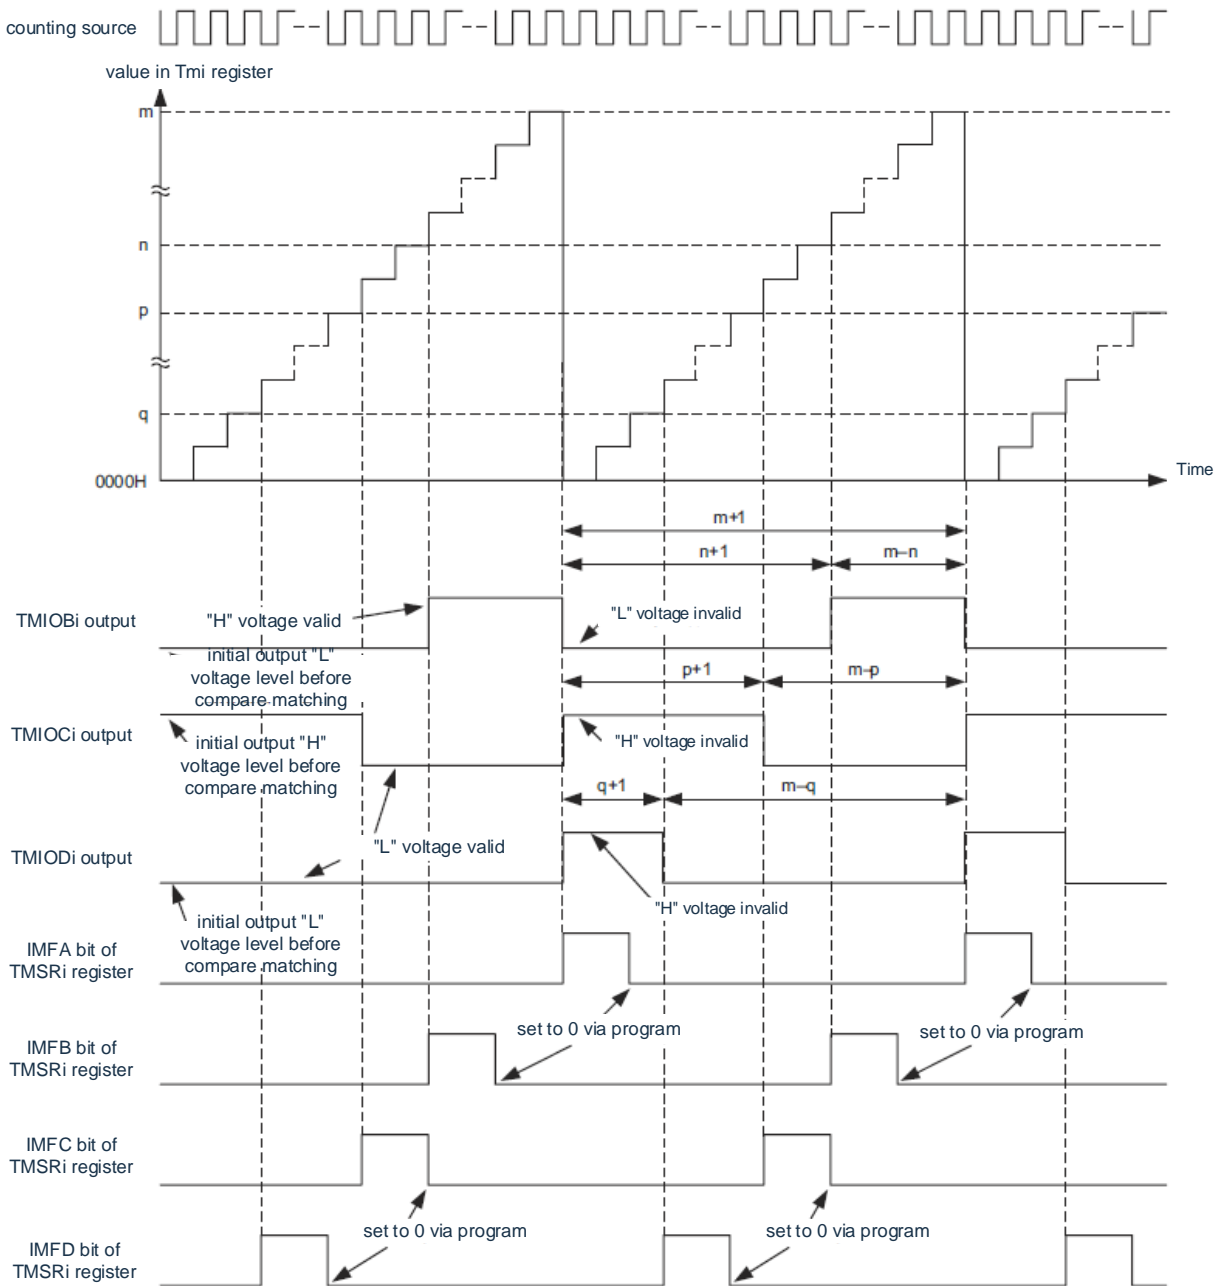 counting source
value in Tmi register
m
n
p
q
0000H
Time
m+1
n+1
m–n
TMIOBi output
"H" voltage valid
"L" voltage invalid
initial output "L"
voltage level before
compare matching
p+1
m–p
TMIOCi output
initial output "H"
voltage level before
compare matching
"H" voltage invalid
q+1
m–q
TMIODi output
"L" voltage valid
"H" voltage invalid
initial output "L"
voltage level before
compare matching
IMFA bit of
TMSRi register
set to 0 via program
set to 0 via program
IMFB bit of
TMSRi register
IMFC bit of
TMSRi register
set to 0 via program
set to 0 via program
IMFD bit of
TMSRi register